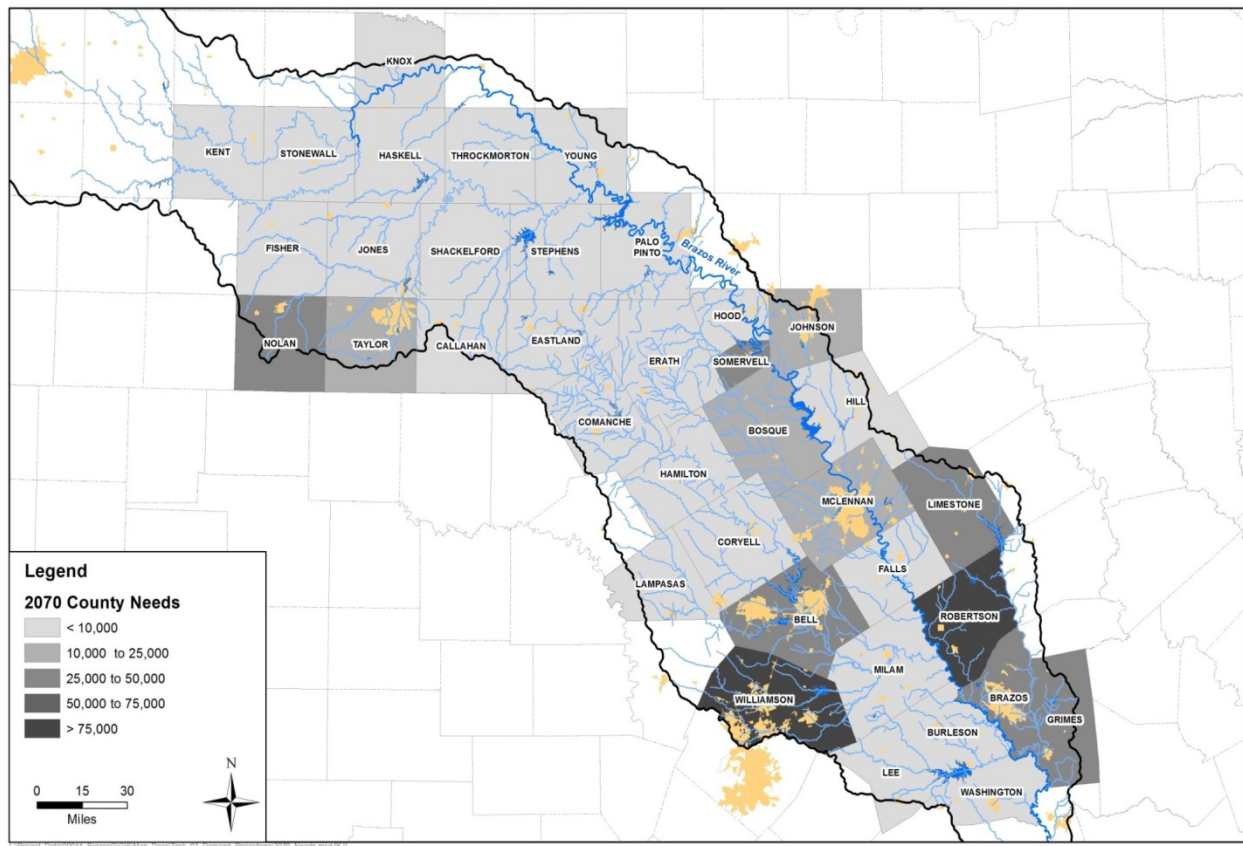 KNOX
KENT
STONEWALL
HASKELL
THROCKMORTON
YOUNG
FISHER
JONES
SHACKELFORD
STEPHENS
PALO
PINTO
Brazos River
HOOD
JOHNSON
NOLAN
TAYLOR
CALLAHAN
EASTLAND
ERATH
SOMERVELL
HILL
COMANCHE
BOSQUE
HAMILTON
MCLENNAN
LIMESTONE
CORYELL
FALLS
LAMPASAS
BELL
ROBERTSON
MILAM
WILLIAMSON
BRAZOS
GRIMES
BURLESON
LEE
WASHINGTON
Legend
2070 County Needs
< 10,000
10,000 to 25,000
25,000 to 50,000
50,000 to 75,000
> 75,000
N
0 15 30
Miles